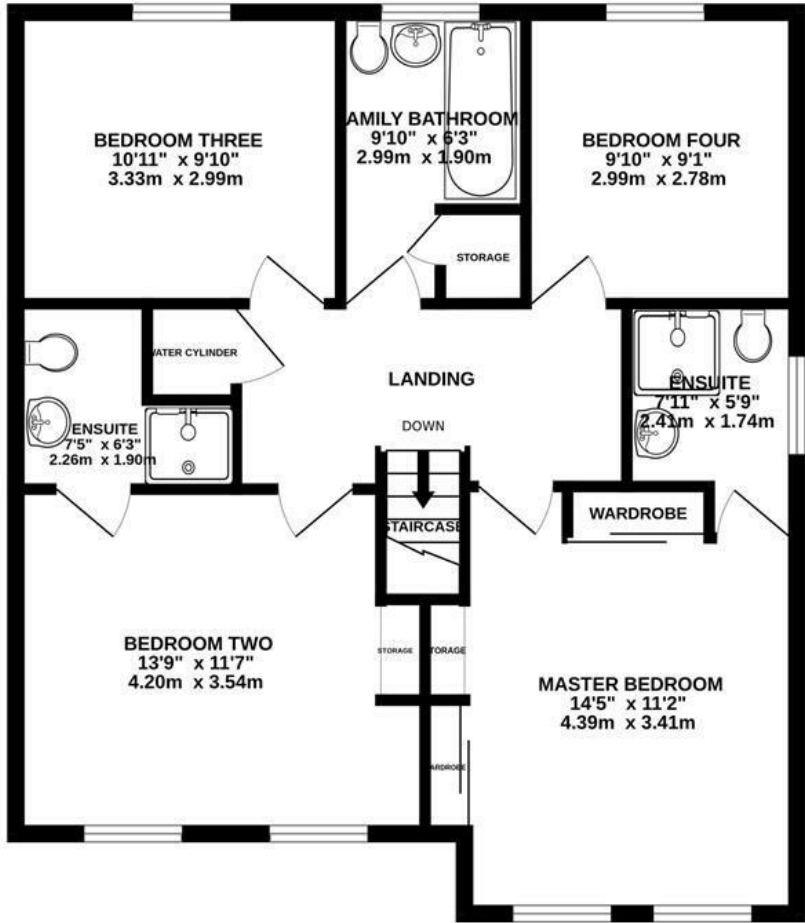 BEDROOM THREE
10'11" x 9'10"
3.33m x 2.99m
AMILY BATHROOM
9'10" x 6'3"
2.99m x 1.90m
BEDROOM FOUR
9'10" x 9'1"
2.99m x 2.78m
STORAGE
WATER CYLINDER
LANDING
DOWN
ENSUITE
7'5" x 6'3"
2.26m x 1.90m
ENSUITE
7'11" x 5'9"
2.41m x 1.74m
STAIRCASE
WARDROBE
BEDROOM TWO
13'9" x 11'7"
4.20m x 3.54m
STORAGE
TORAGE
MASTER BEDROOM
14'5" x 11'2"
4.39m x 3.41m
ARDROBE